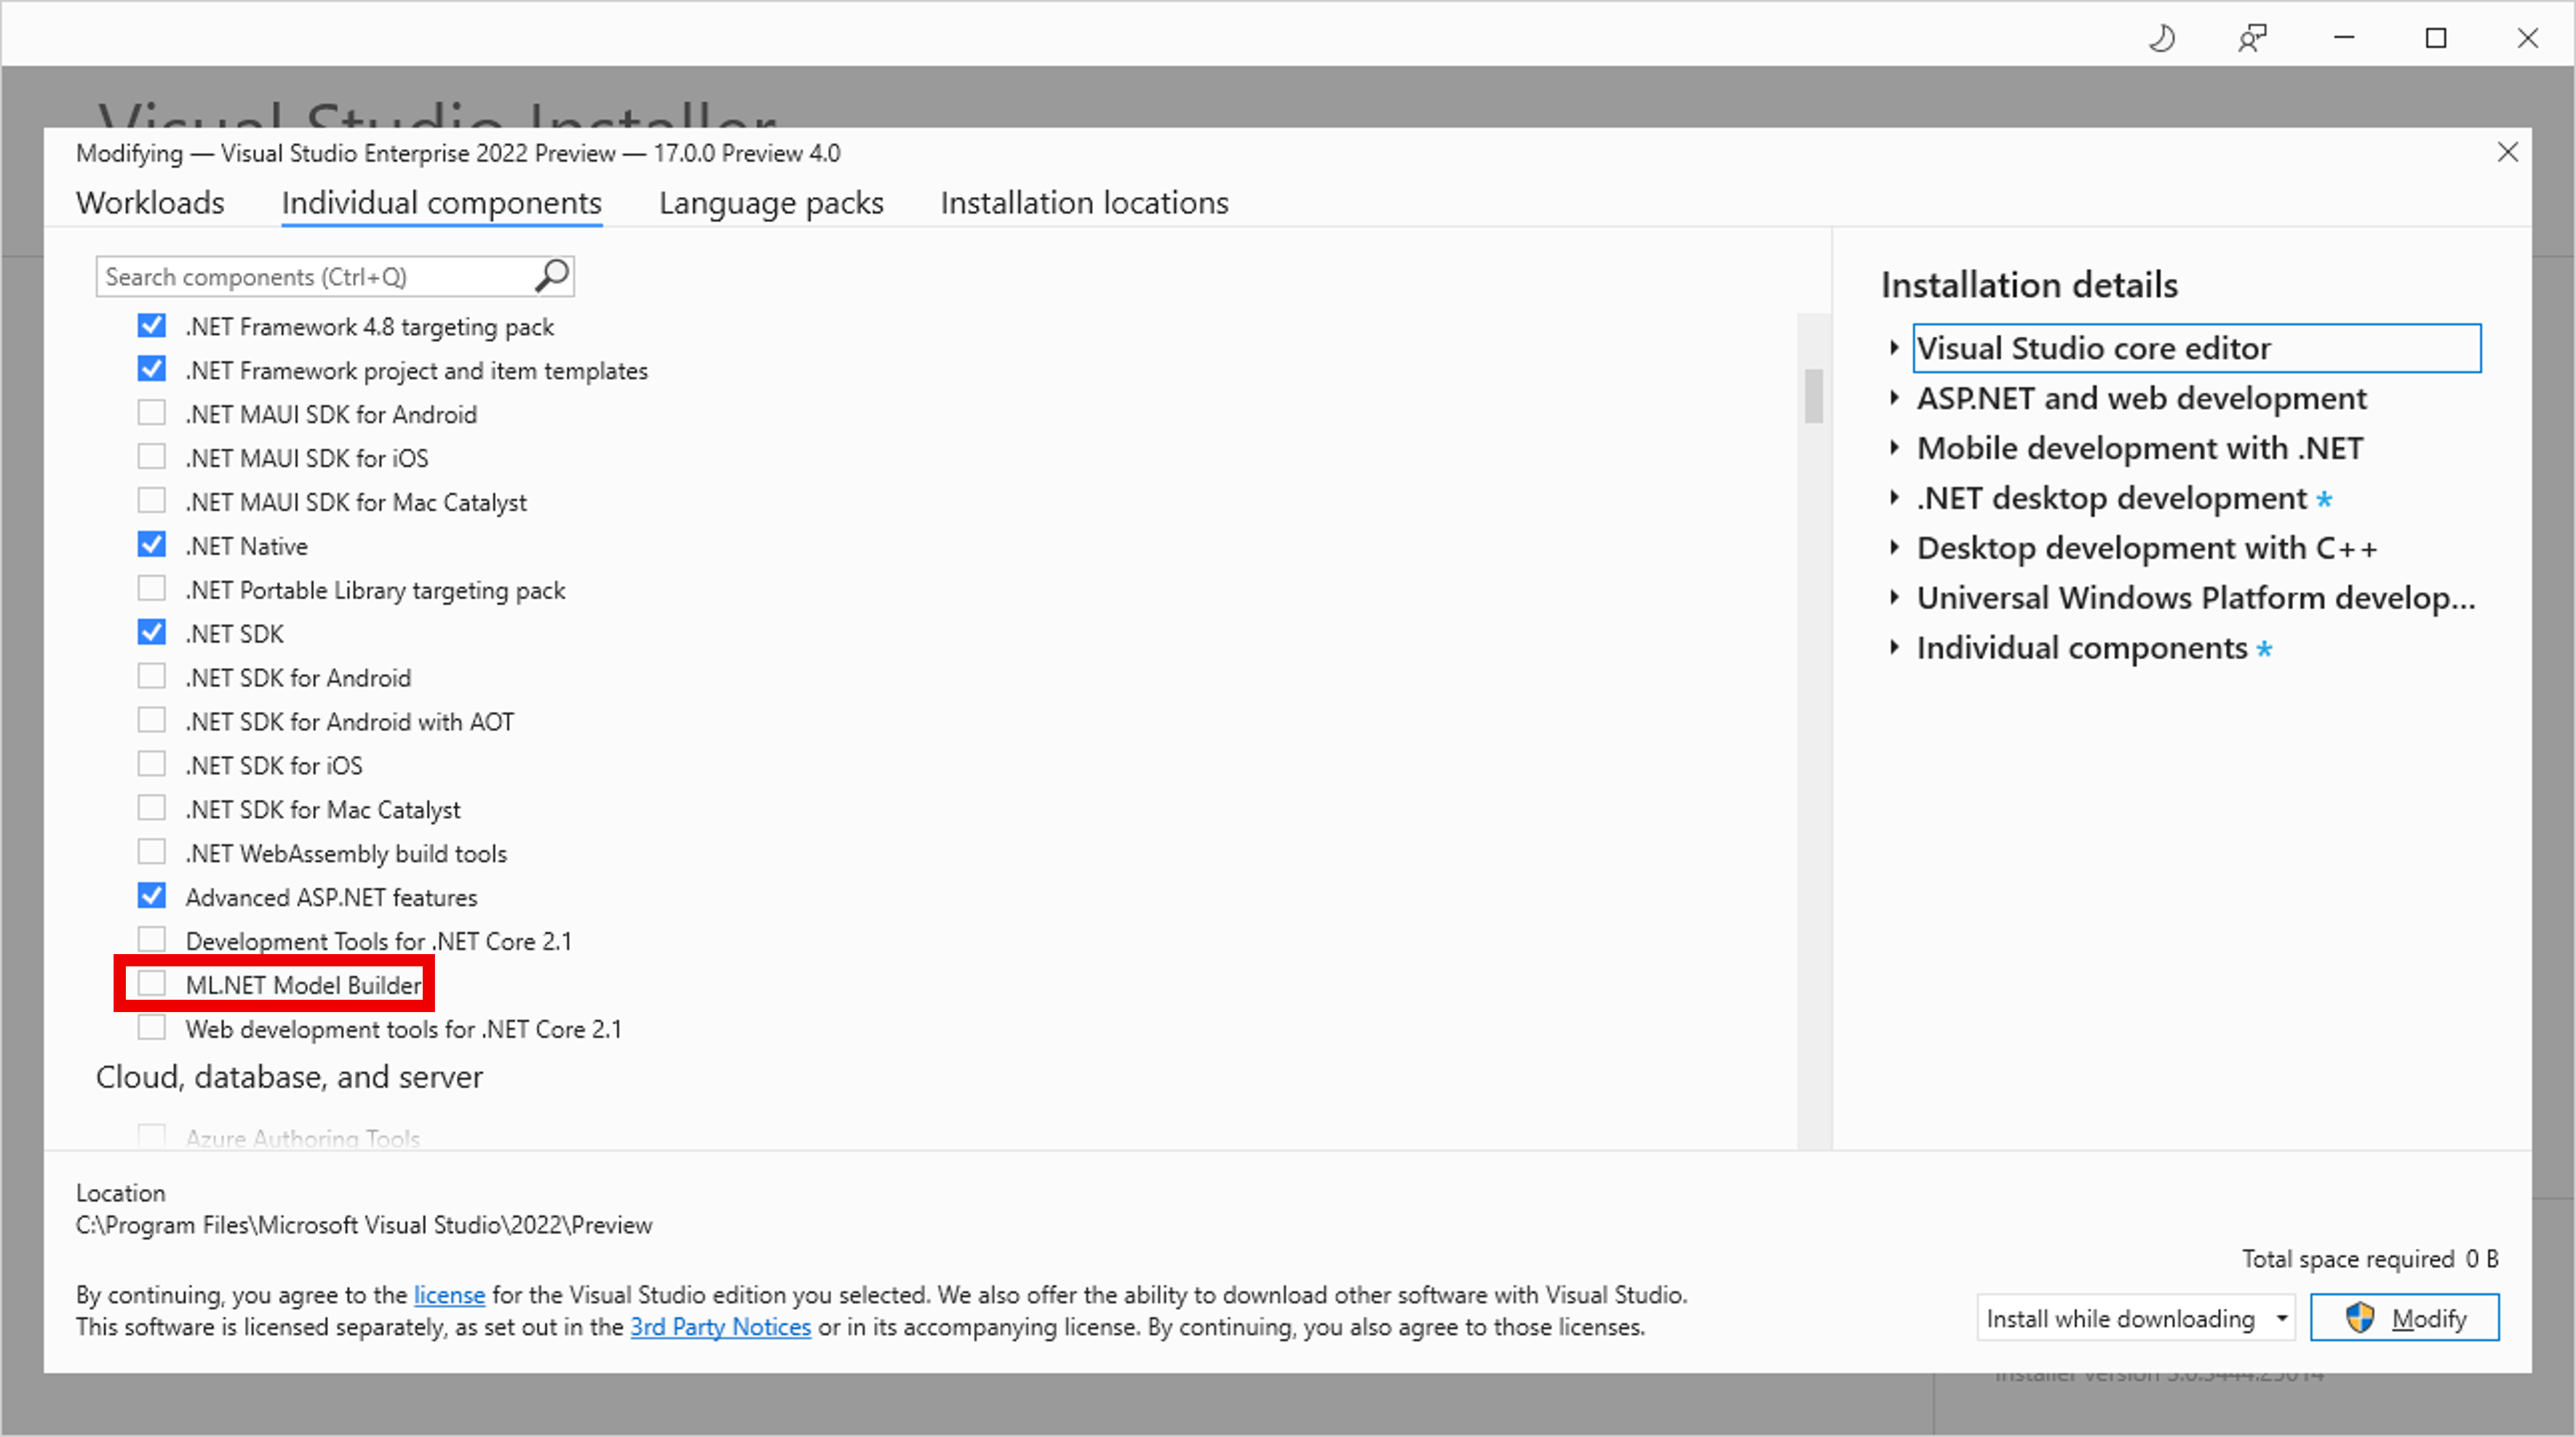 Visual Studio Installer
Modifying — Visual Studio Enterprise 2022 Preview — 17.0.0 Preview 4.0
Workloads
Individual components
Language packs
Installation locations
Search components (Ctrl+Q)
.NET Framework 4.8 targeting pack
.NET Framework project and item templates
.NET MAUI SDK for Android
.NET MAUI SDK for iOS
.NET MAUI SDK for Mac Catalyst
.NET Native
.NET Portable Library targeting pack
.NET SDK
.NET SDK for Android
.NET SDK for Android with AOT
.NET SDK for iOS
.NET SDK for Mac Catalyst
.NET WebAssembly build tools
Advanced ASP.NET features
Development Tools for .NET Core 2.1
ML.NET Model Builder
Web development tools for .NET Core 2.1
Cloud, database, and server
Azure Authoring Tools
Installation details
Visual Studio core editor
ASP.NET and web development
Mobile development with .NET
.NET desktop development *
Desktop development with C++
Universal Windows Platform develop...
Individual components *
Location
C:\Program Files\Microsoft Visual Studio\2022\Preview
Total space required 0 B
By continuing, you agree to the license for the Visual Studio edition you selected. We also offer the ability to download other software with Visual Studio.
This software is licensed separately, as set out in the 3rd Party Notices or in its accompanying license. By continuing, you also agree to those licenses.
Install while downloading
Modify
Installer version